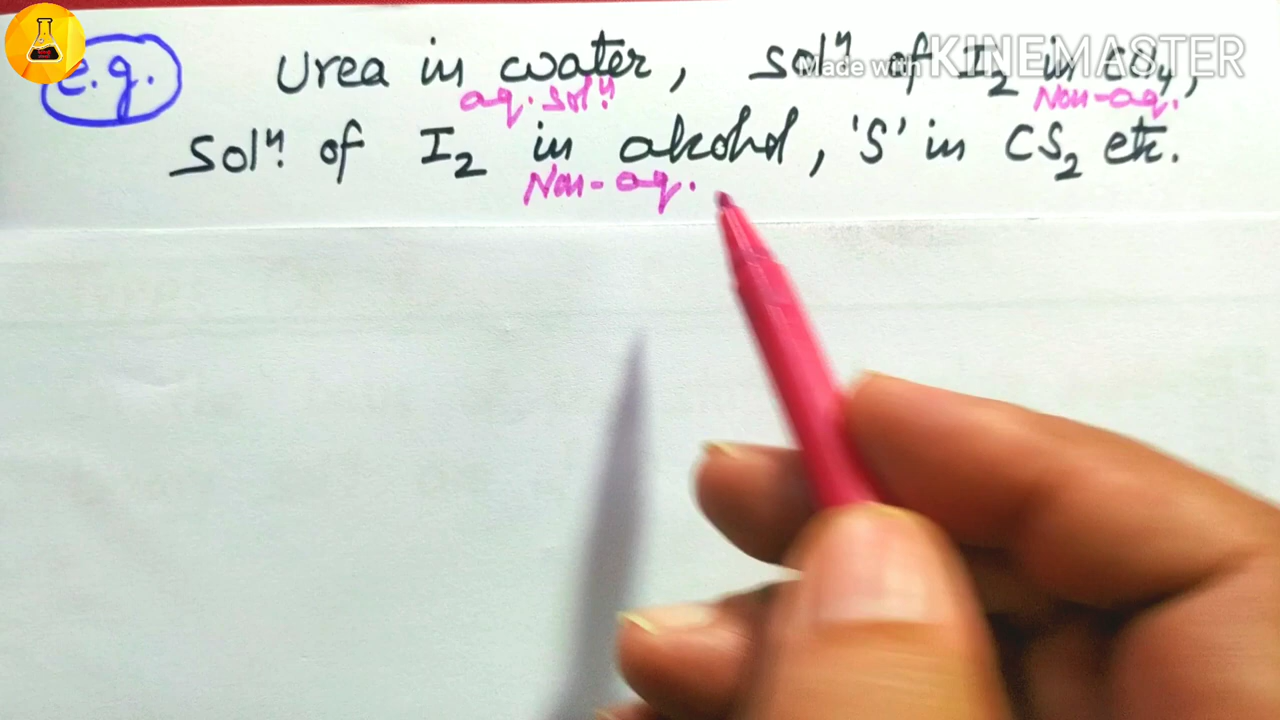 e.g. Urea in water, solⁿ of I₂ in CCl₄,
aq. solⁿ. Non-aq.
Solⁿ. of I₂ in alcohol, 'S' in CS₂ etc.
Non-aq.
Made with KINEMASTER